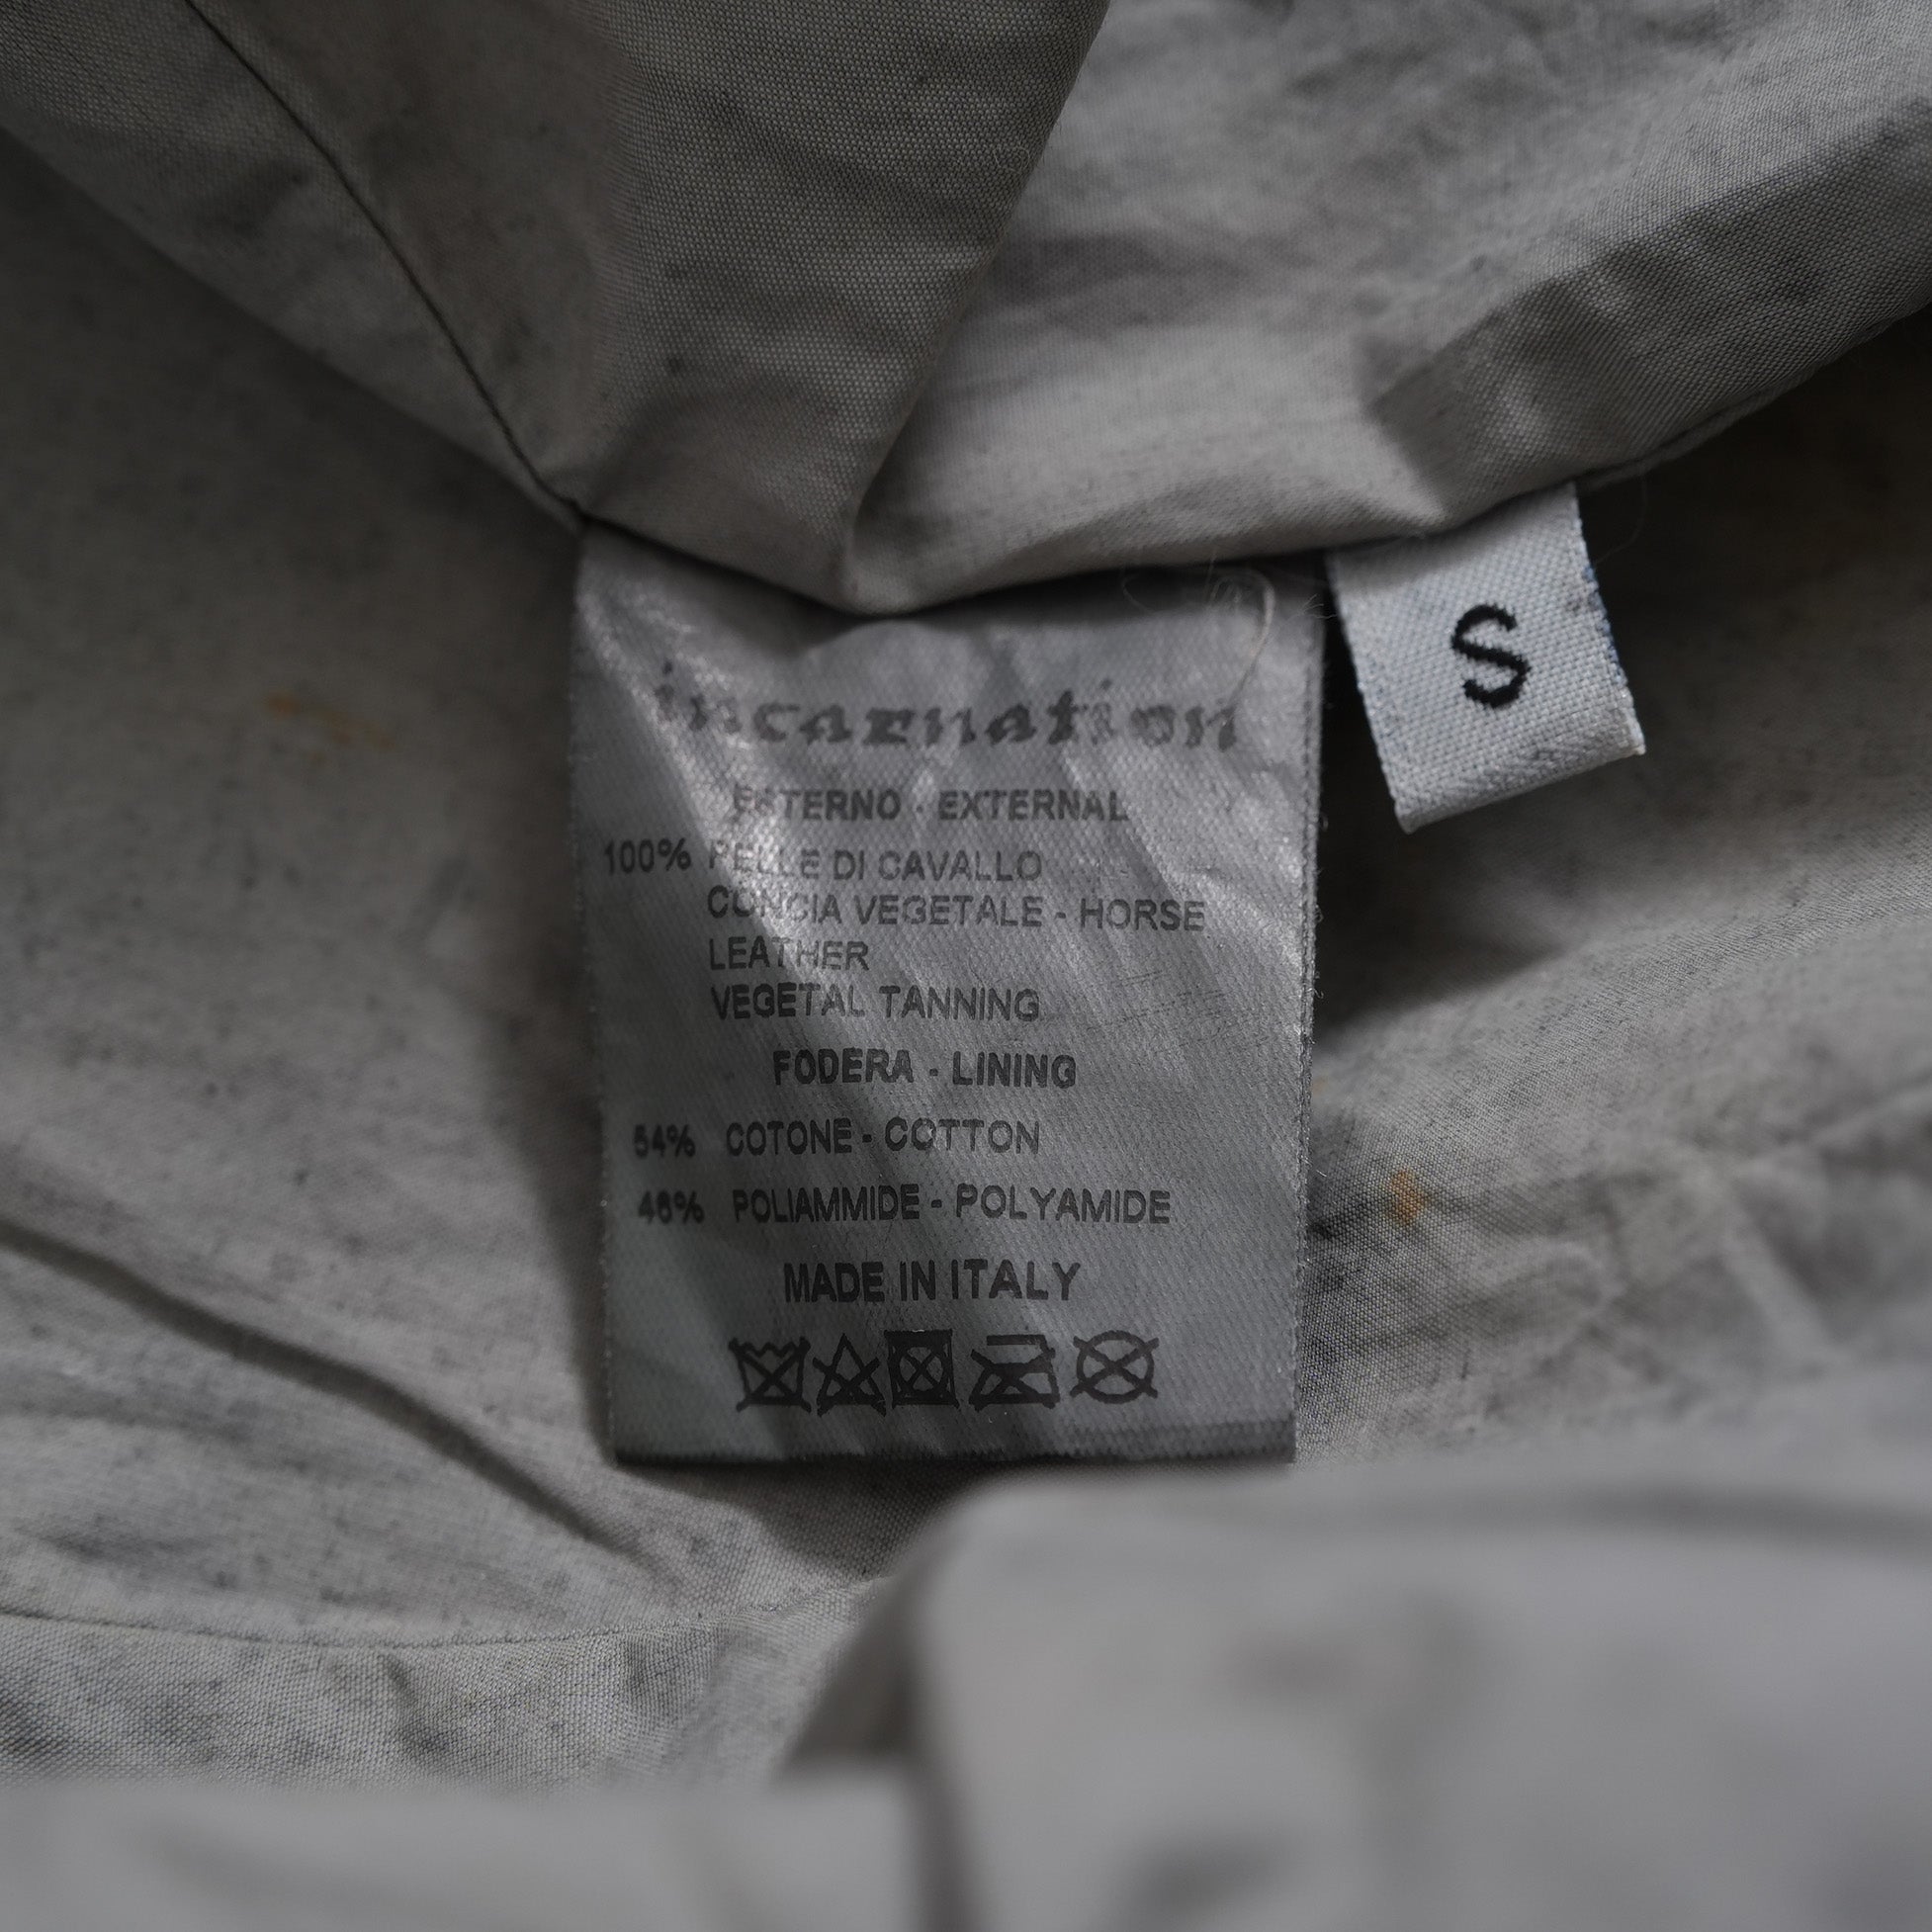 incarnation
S
ESTERNO - EXTERNAL
100% PELLE DI CAVALLO
CONCIA VEGETALE - HORSE
LEATHER
VEGETAL TANNING
FODERA - LINING
54% COTONE - COTTON
46% POLIAMMIDE - POLYAMIDE
MADE IN ITALY